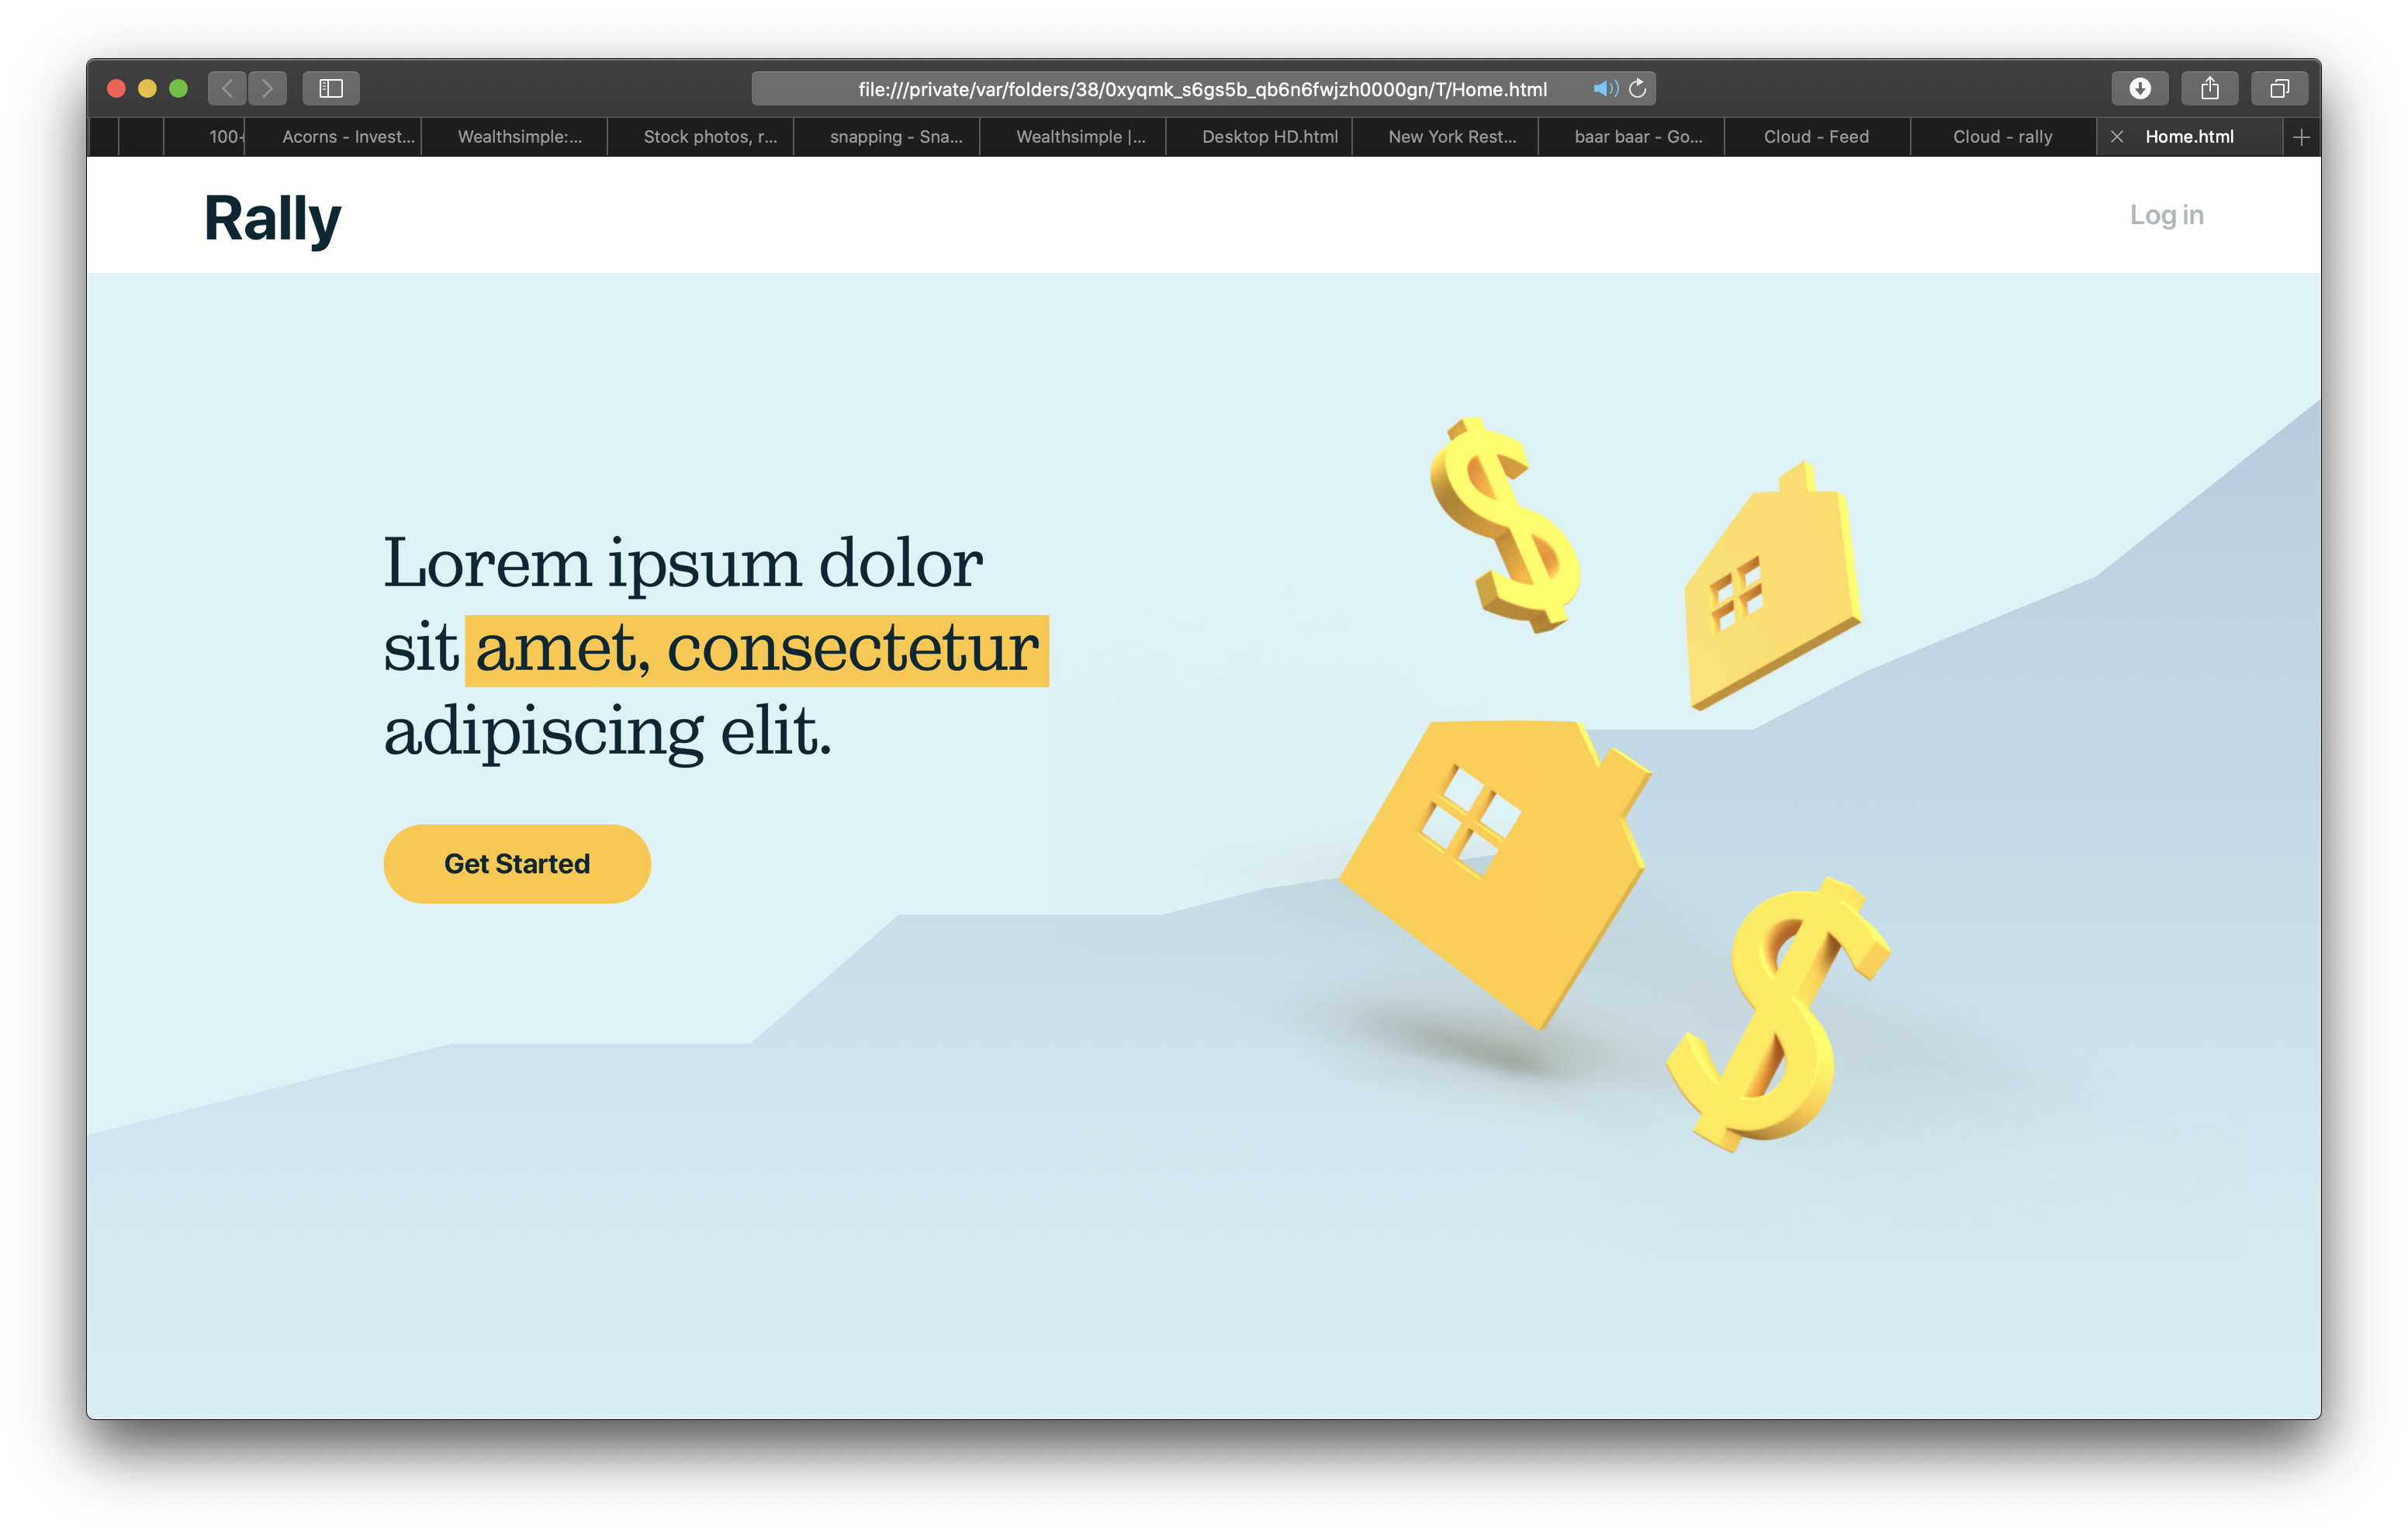 file:///private/var/folders/38/0xyqmk_s6gs5b_qb6n6fwjzh0000gn/T/Home.html
100+
Acorns - Invest...
Wealthsimple:...
Stock photos, r...
snapping - Sna...
Wealthsimple |...
Desktop HD.html
New York Rest...
baar baar - Go...
Cloud - Feed
Cloud - rally
Home.html
Rally
Log in
Lorem ipsum dolor
sit amet, consectetur
adipiscing elit.
Get Started